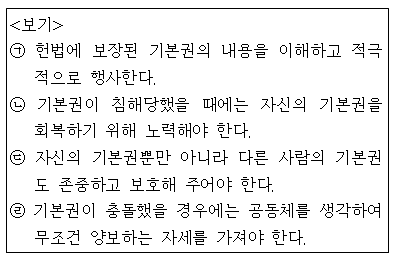 <보기>
㉠ 헌법에 보장된 기본권의 내용을 이해하고 적극
적으로 행사한다.
㉡ 기본권이 침해당했을 때에는 자신의 기본권을
회복하기 위해 노력해야 한다.
㉢ 자신의 기본권뿐만 아니라 다른 사람의 기본권
도 존중하고 보호해 주어야 한다.
㉣ 기본권이 충돌했을 경우에는 공동체를 생각하여
무조건 양보하는 자세를 가져야 한다.